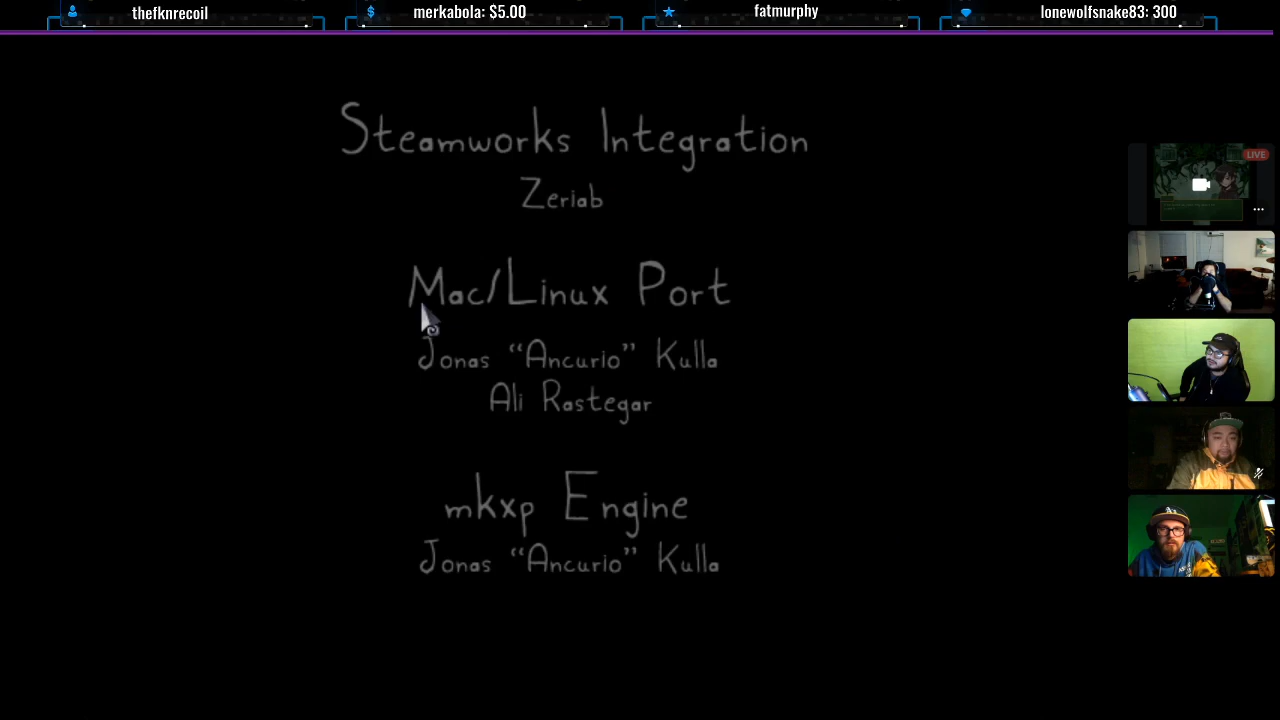 thefknrecoil
merkabola: $5.00
fatmurphy
lonewolfsnake83: 300
Steamworks Integration
Zeriab
LIVE
Mac/Linux Port
Jonas “Ancurio” Kulla
Ali Rastegar
mkxp Engine
Jonas “Ancurio” Kulla